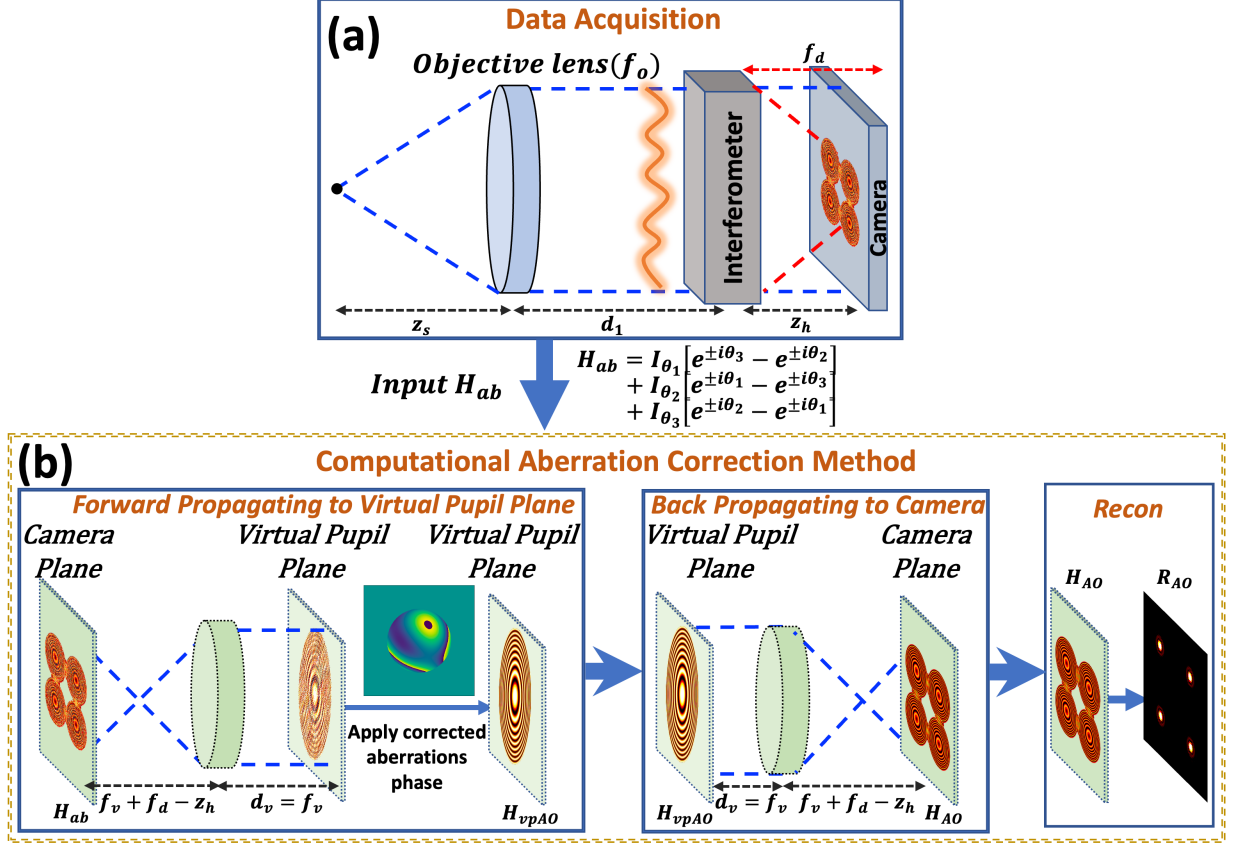 (a)
Data Acquisition
Objective lens(f_o)
f_d
Interferometer
Camera
z_s
d_1
z_h
Input H_ab
H_ab = I_θ₁[e^{±iθ₃} − e^{±iθ₂}]
+ I_θ₂[e^{±iθ₁} − e^{±iθ₃}]
+ I_θ₃[e^{±iθ₂} − e^{±iθ₁}]
(b)
Computational Aberration Correction Method
Forward Propagating to Virtual Pupil Plane
Camera
Plane
Virtual Pupil
Plane
Virtual Pupil
Plane
Apply corrected
aberrations
phase
H_ab
f_v + f_d − z_h
d_v = f_v
H_vpAO
Back Propagating to Camera
Virtual Pupil
Plane
Camera
Plane
H_vpAO
d_v = f_v
f_v + f_d − z_h
H_AO
Recon
H_AO
R_AO